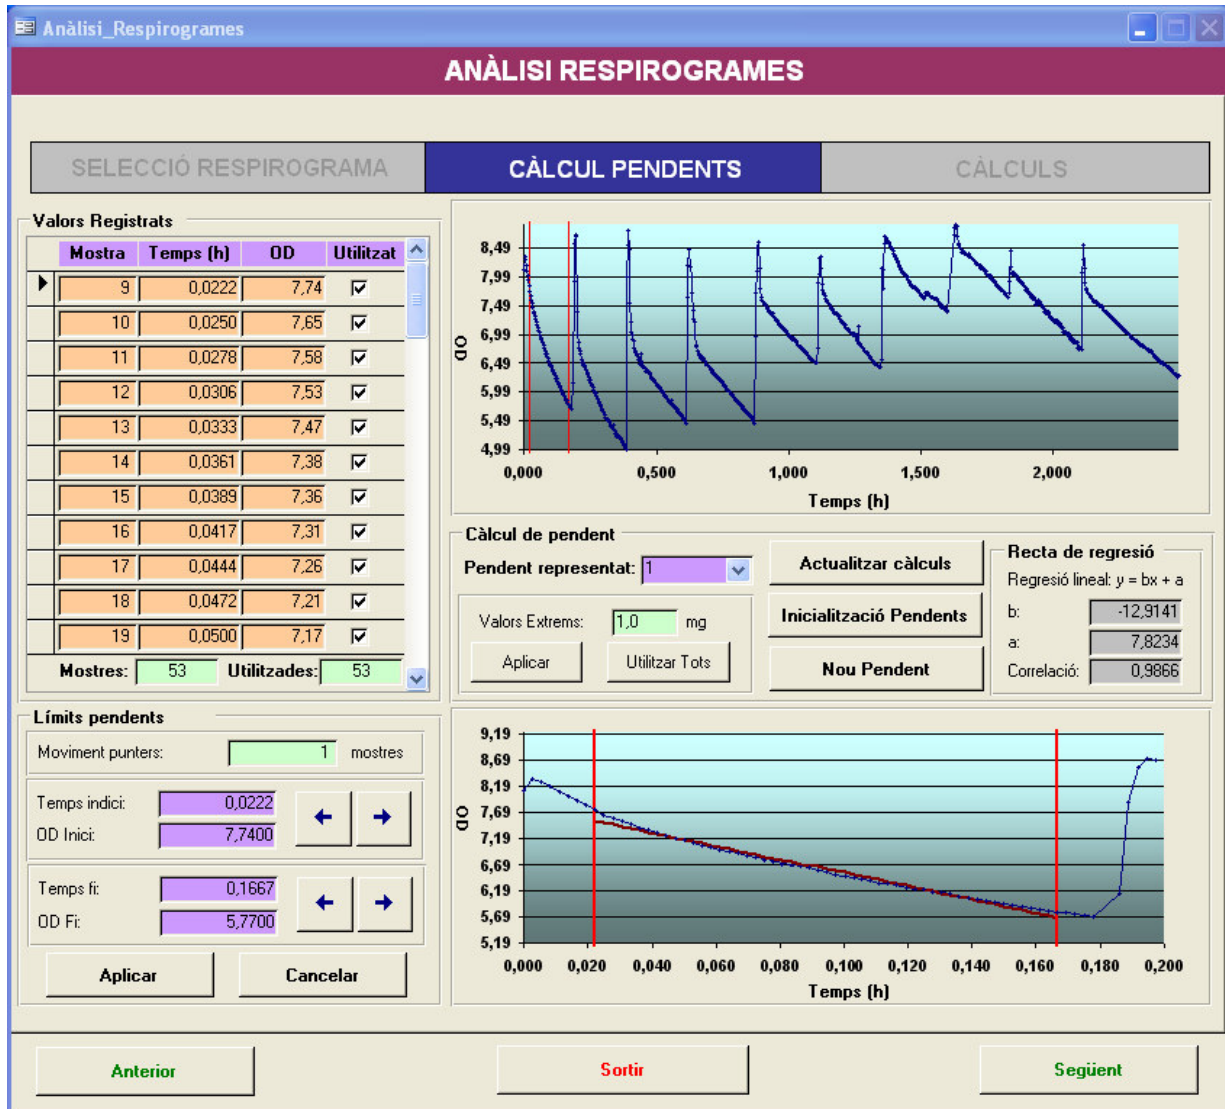 Anàlisi_Respirogrames
ANÀLISI RESPIROGRAMES
SELECCIÓ RESPIROGRAMA CÀLCUL PENDENTS CÀLCULS
Valors Registrats
Mostra Temps (h) OD Utilitzat
9 0,0222 7,74
10 0,0250 7,65
11 0,0278 7,58
12 0,0306 7,53
13 0,0333 7,47
14 0,0361 7,38
15 0,0389 7,36
16 0,0417 7,31
17 0,0444 7,26
18 0,0472 7,21
19 0,0500 7,17
Mostres: 53 Utilitzades: 53
8,49
7,99
7,49
6,99
6,49
5,99
5,49
4,99
OD
0,000 0,500 1,000 1,500 2,000
Temps (h)
Càlcul de pendent
Pendent representat: 1
Valors Extrems: 1,0 mg
Aplicar Utilitzar Tots
Actualitzar càlculs
Inicialització Pendents
Nou Pendent
Recta de regresió
Regresió lineal: y = bx + a
b: -12,9141
a: 7,8234
Correlació: 0,9866
Límits pendents
Moviment punters: 1 mostres
Temps indici: 0,0222
OD Inici: 7,7400
Temps fi: 0,1667
OD Fi: 5,7700
Aplicar Cancelar
9,19
8,69
8,19
7,69
7,19
6,69
6,19
5,69
5,19
OD
0,000 0,020 0,040 0,060 0,080 0,100 0,120 0,140 0,160 0,180 0,200
Temps (h)
Anterior Sortir Següent